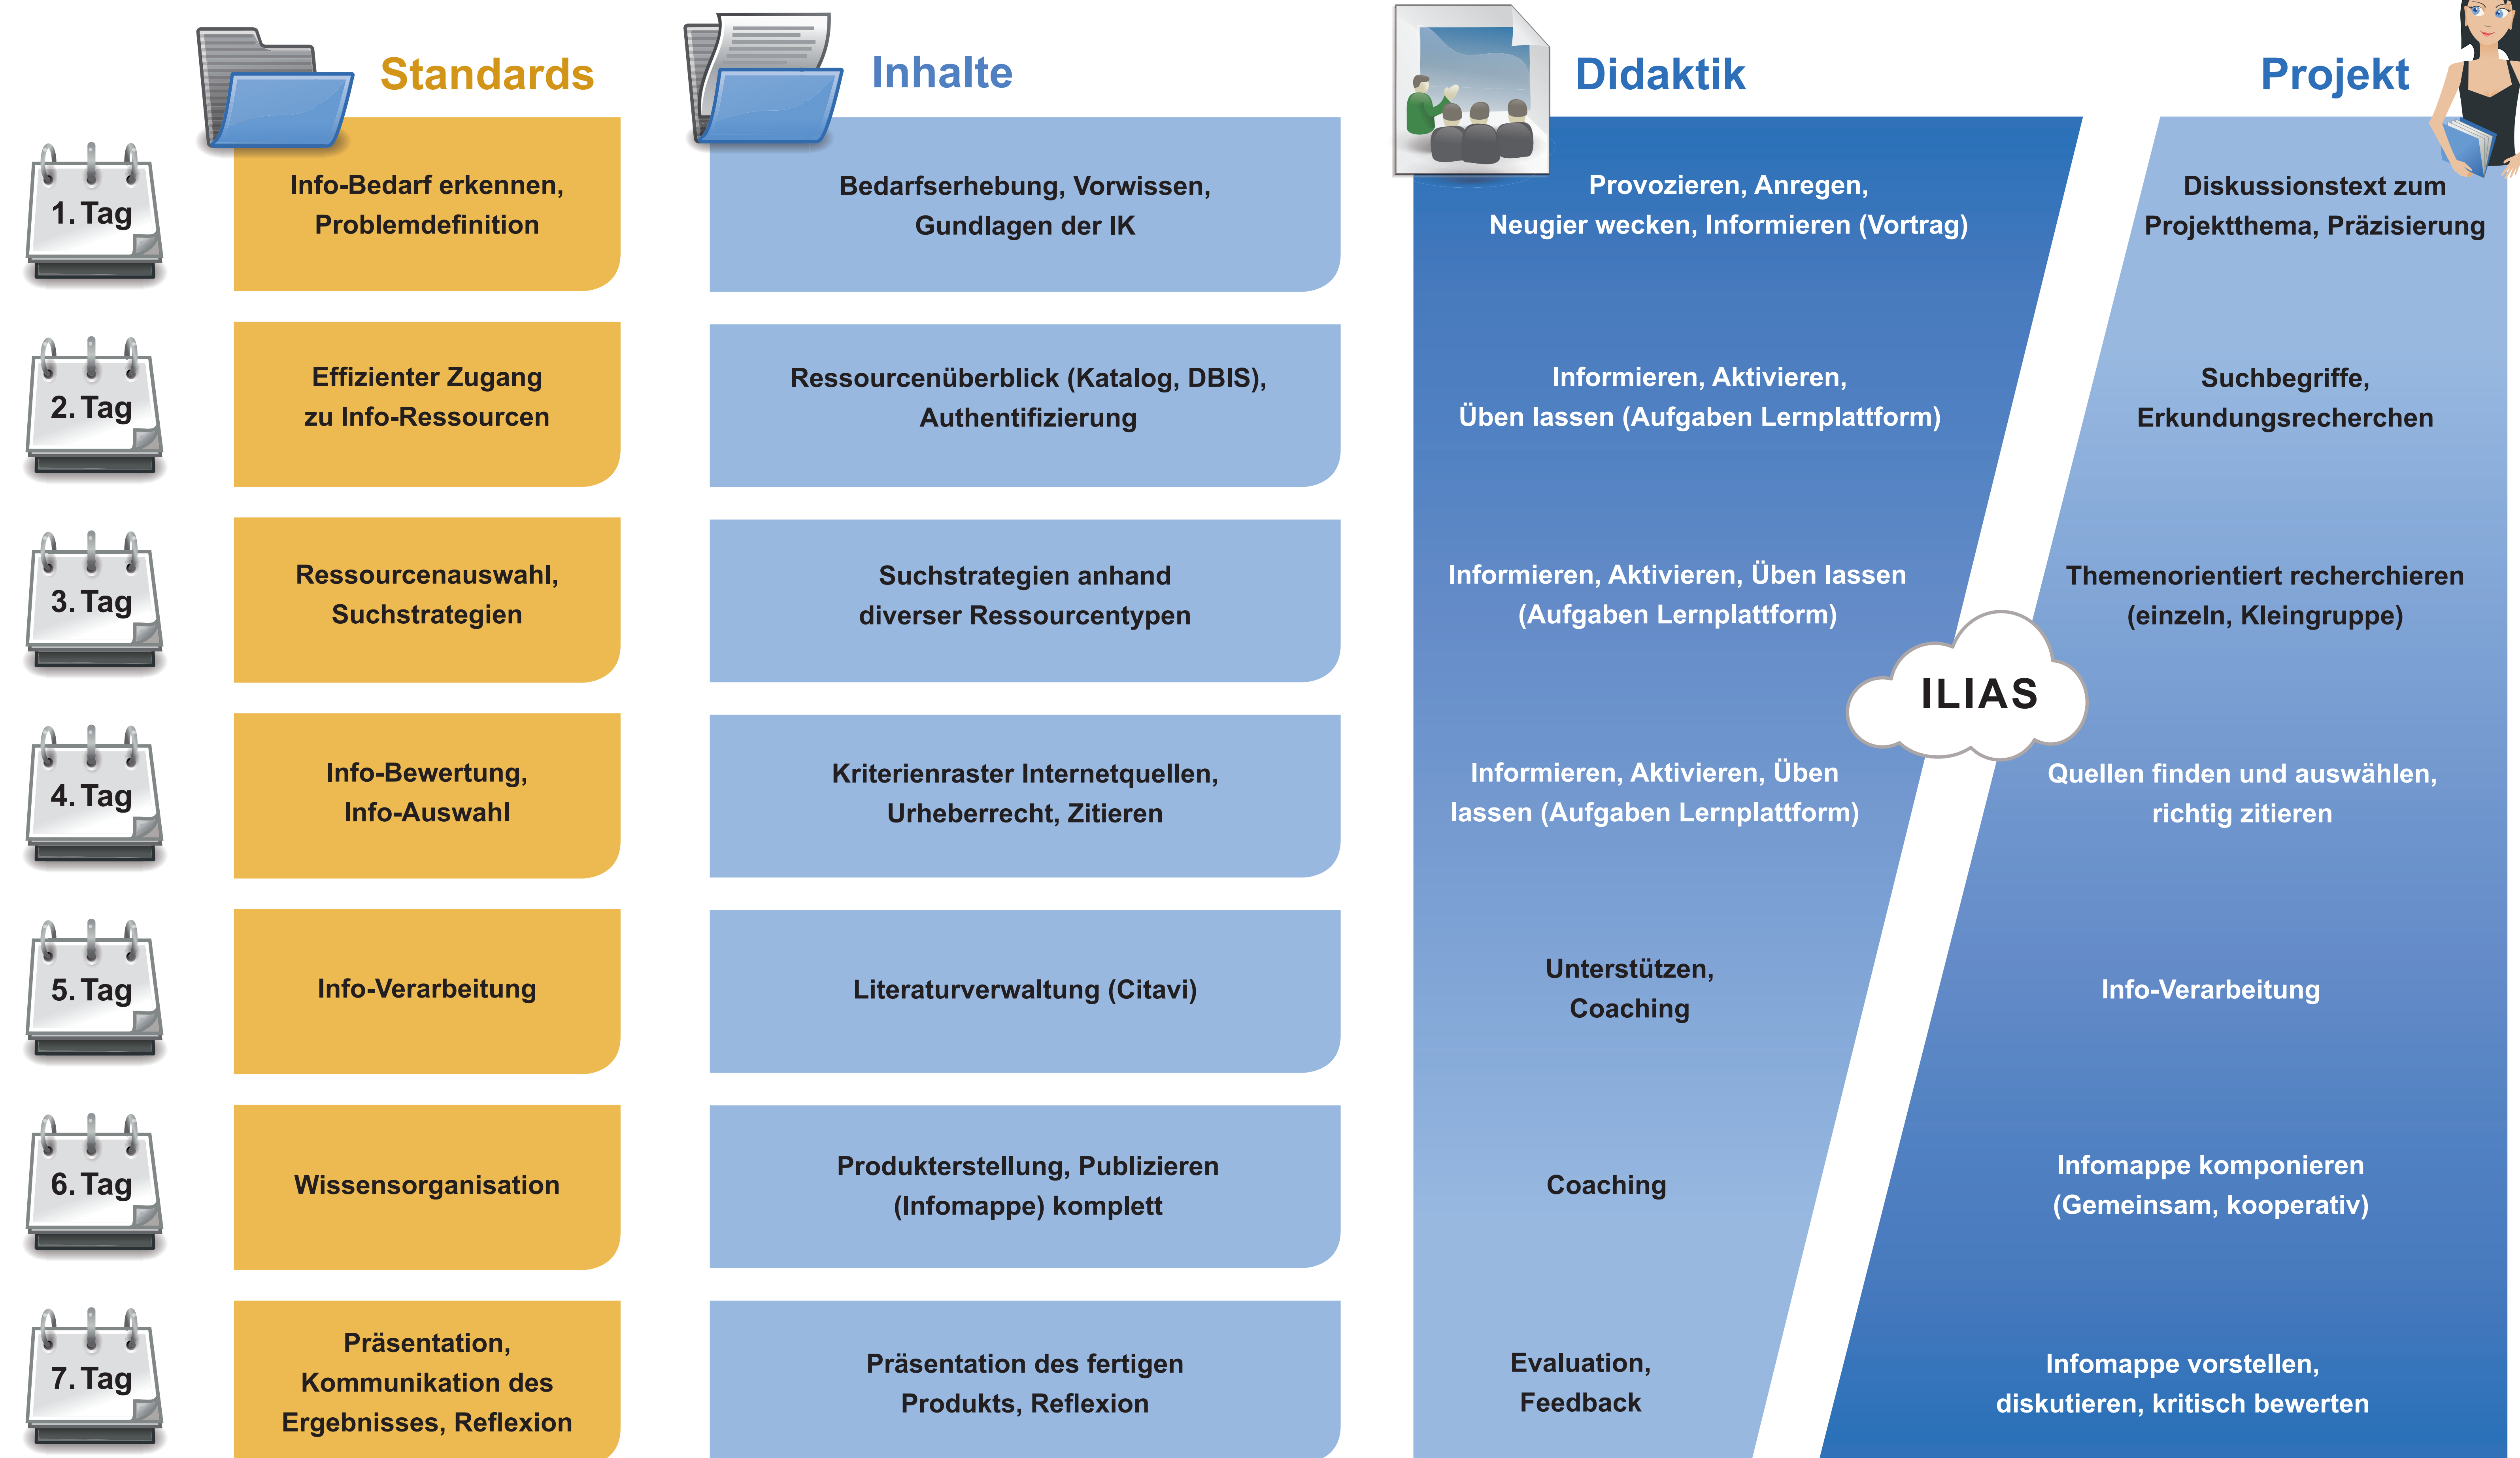 Standards
Inhalte
Didaktik
Projekt
1. Tag
Info-Bedarf erkennen,
Problemdefinition
Bedarfserhebung, Vorwissen,
Gundlagen der IK
Provozieren, Anregen,
Neugier wecken, Informieren (Vortrag)
Diskussionstext zum
Projektthema, Präzisierung
2. Tag
Effizienter Zugang
zu Info-Ressourcen
Ressourcenüberblick (Katalog, DBIS),
Authentifizierung
Informieren, Aktivieren,
Üben lassen (Aufgaben Lernplattform)
Suchbegriffe,
Erkundungsrecherchen
3. Tag
Ressourcenauswahl,
Suchstrategien
Suchstrategien anhand
diverser Ressourcentypen
Informieren, Aktivieren, Üben lassen
(Aufgaben Lernplattform)
Themenorientiert recherchieren
(einzeln, Kleingruppe)
ILIAS
4. Tag
Info-Bewertung,
Info-Auswahl
Kriterienraster Internetquellen,
Urheberrecht, Zitieren
Informieren, Aktivieren, Üben
lassen (Aufgaben Lernplattform)
Quellen finden und auswählen,
richtig zitieren
5. Tag
Info-Verarbeitung
Literaturverwaltung (Citavi)
Unterstützen,
Coaching
Info-Verarbeitung
6. Tag
Wissensorganisation
Produkterstellung, Publizieren
(Infomappe) komplett
Coaching
Infomappe komponieren
(Gemeinsam, kooperativ)
7. Tag
Präsentation,
Kommunikation des
Ergebnisses, Reflexion
Präsentation des fertigen
Produkts, Reflexion
Evaluation,
Feedback
Infomappe vorstellen,
diskutieren, kritisch bewerten